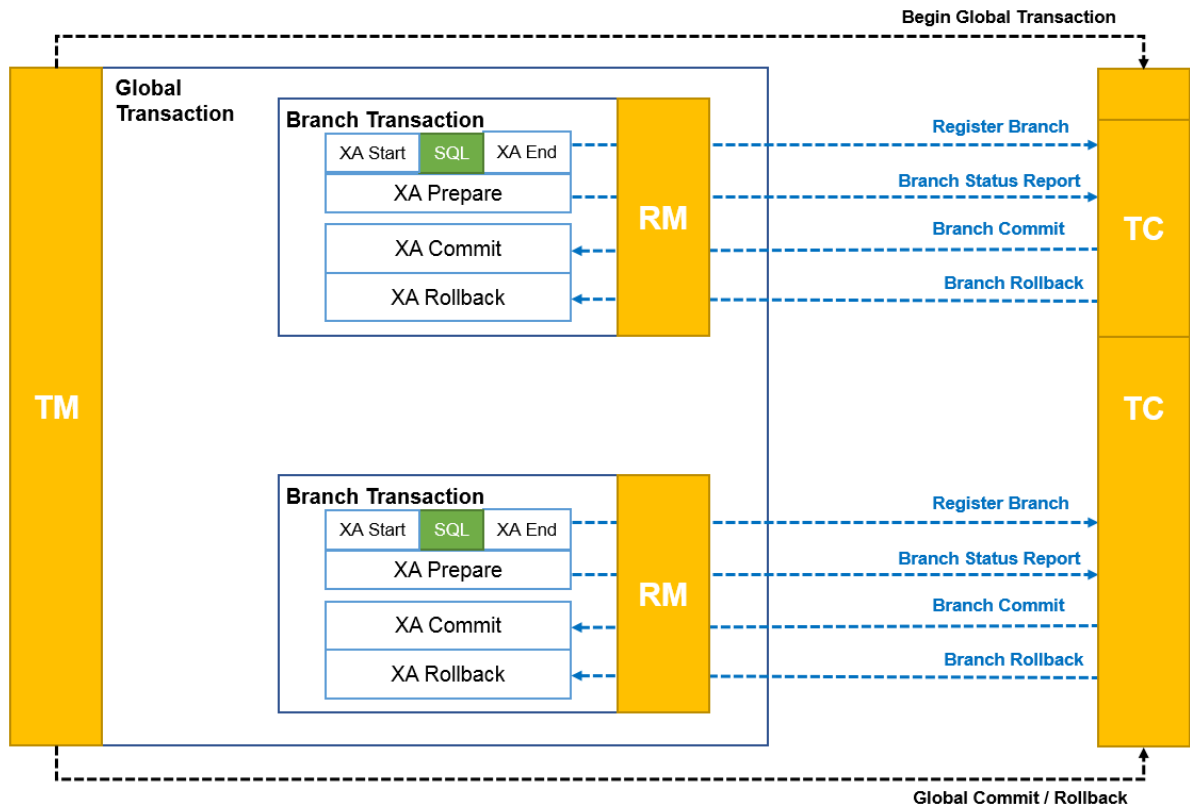 Begin Global Transaction
Global
Transaction
Branch Transaction
XA Start SQL XA End
XA Prepare
XA Commit
XA Rollback
RM
Register Branch
Branch Status Report
Branch Commit
Branch Rollback
TC
TM
TC
Branch Transaction
XA Start SQL XA End
XA Prepare
XA Commit
XA Rollback
RM
Register Branch
Branch Status Report
Branch Commit
Branch Rollback
Global Commit / Rollback